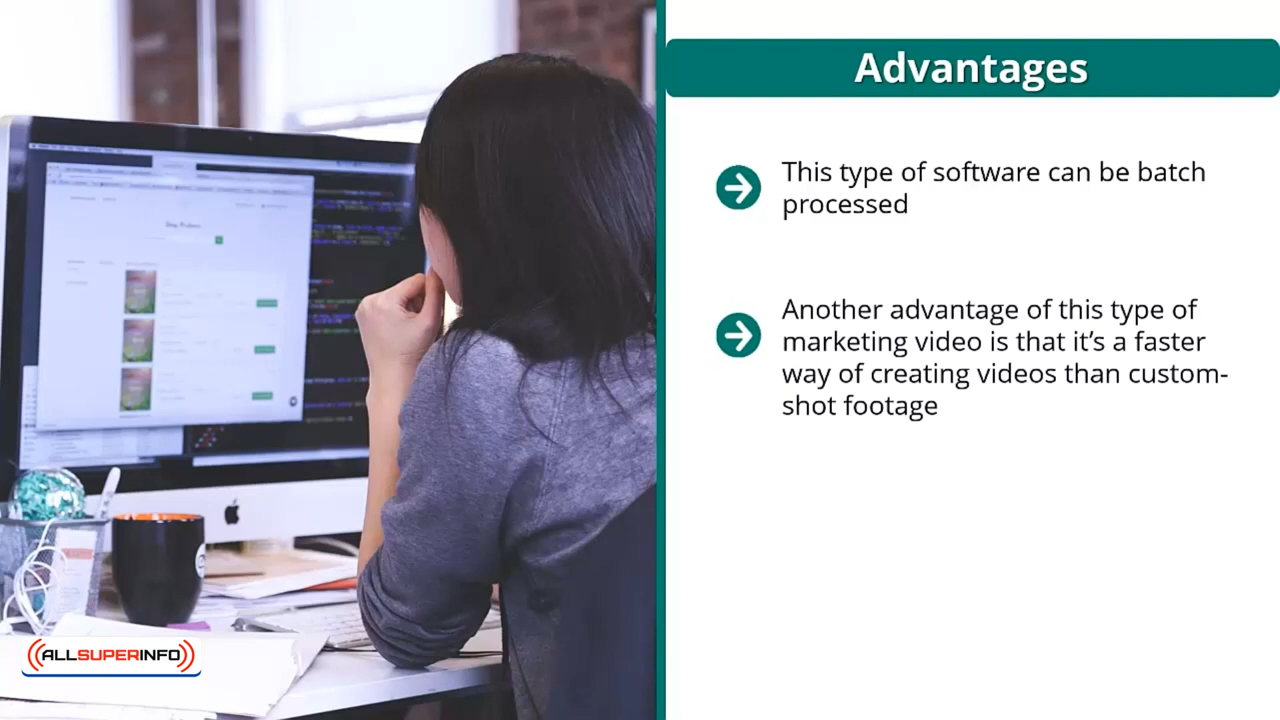 Advantages
This type of software can be batch
processed
Another advantage of this type of
marketing video is that it’s a faster
way of creating videos than custom-
shot footage
ALLSUPERINFO